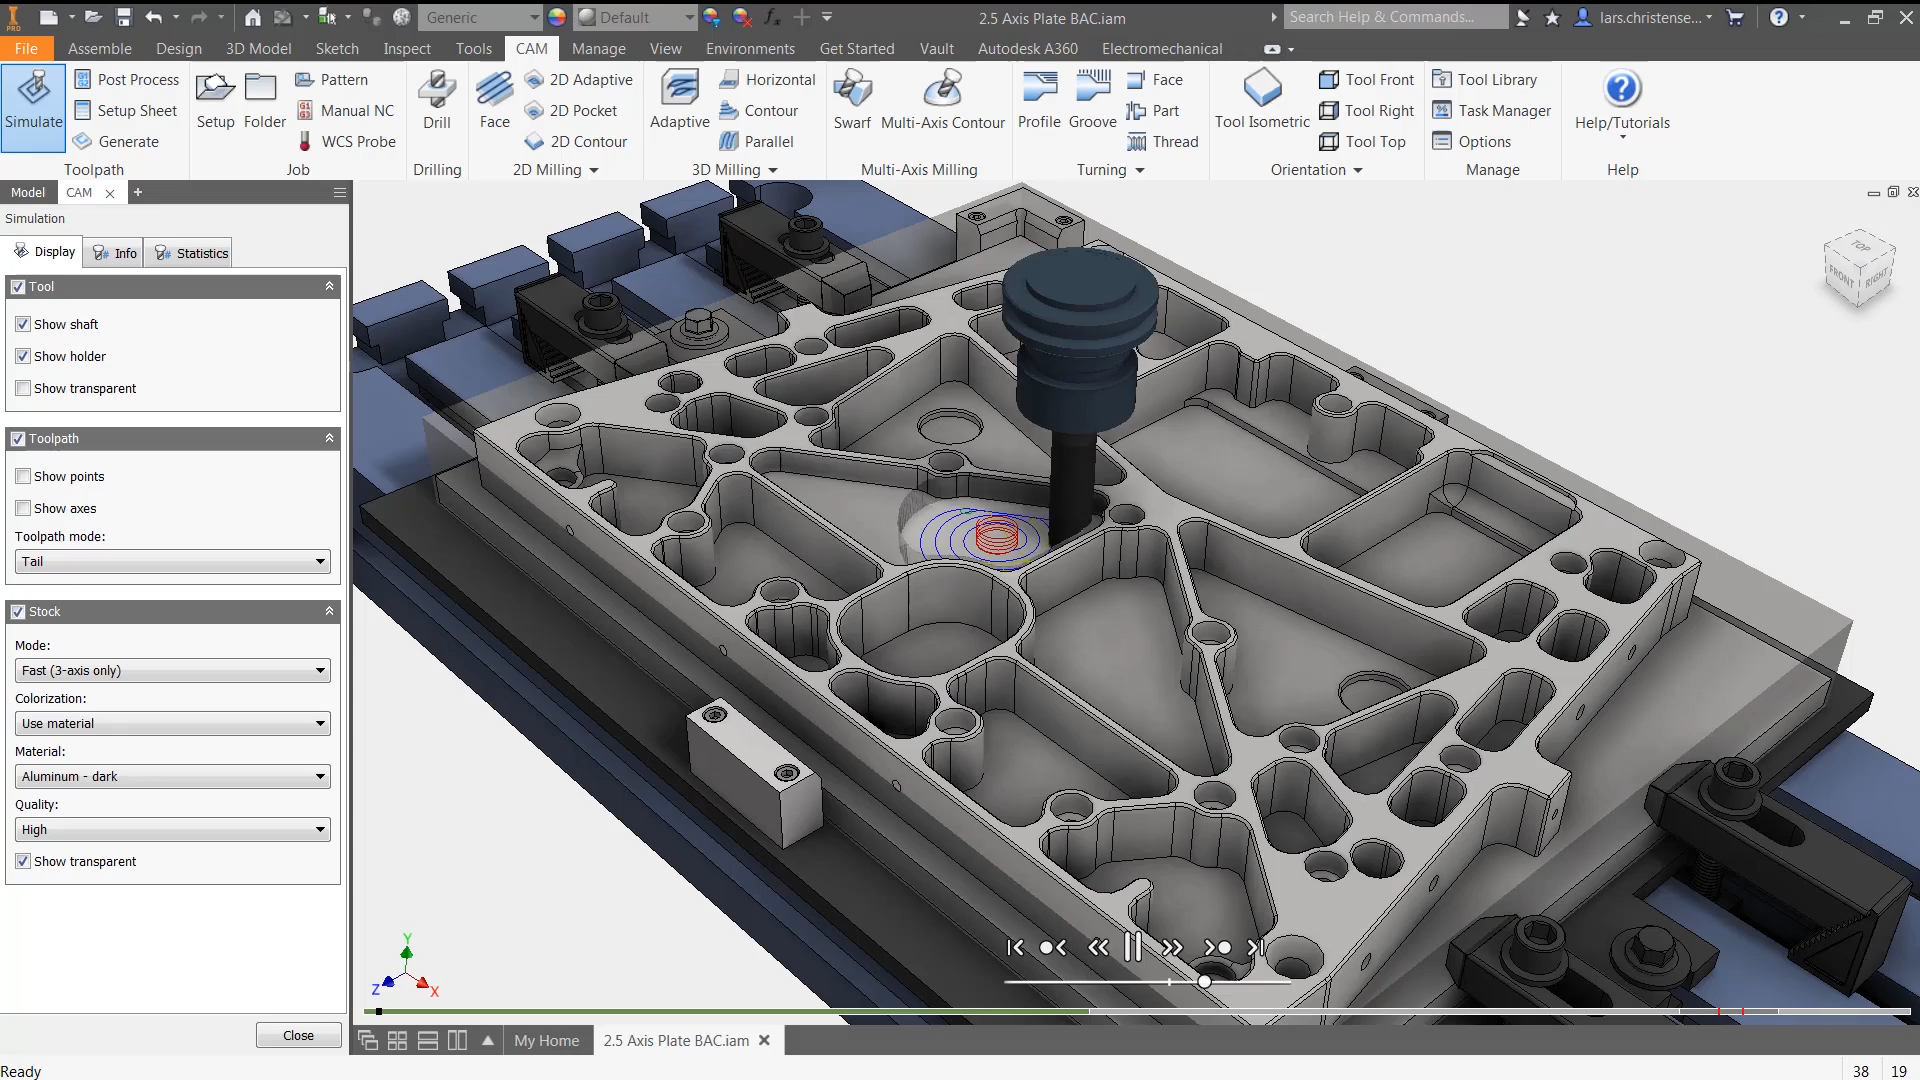 PRO
Generic
Default
2.5 Axis Plate BAC.iam
Search Help & Commands...
lars.christense...
File
Assemble
Design
3D Model
Sketch
Inspect
Tools
CAM
Manage
View
Environments
Get Started
Vault
Autodesk A360
Electromechanical
Simulate
Post Process
Setup Sheet
Generate
Toolpath
Setup
Folder
Pattern
Manual NC
WCS Probe
Job
Drill
Drilling
Face
2D Adaptive
2D Pocket
2D Contour
2D Milling
Adaptive
Horizontal
Contour
Parallel
3D Milling
Swarf
Multi-Axis Contour
Multi-Axis Milling
Profile
Groove
Face
Part
Thread
Turning
Tool Isometric
Tool Front
Tool Right
Tool Top
Orientation
Tool Library
Task Manager
Options
Manage
Help/Tutorials
Help
Model
CAM
Simulation
Display
Info
Statistics
Tool
Show shaft
Show holder
Show transparent
Toolpath
Show points
Show axes
Toolpath mode:
Tail
Stock
Mode:
Fast (3-axis only)
Colorization:
Use material
Material:
Aluminum - dark
Quality:
High
Show transparent
Close
TOP
FRONT
RIGHT
Y
Z
X
My Home
2.5 Axis Plate BAC.iam
Ready
38
19